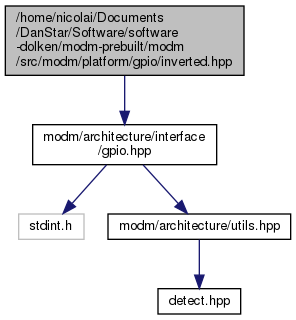 /home/nicolai/Documents
/DanStar/Software/software
-dolken/modm-prebuilt/modm
/src/modm/platform/gpio/inverted.hpp
modm/architecture/interface
/gpio.hpp
stdint.h
modm/architecture/utils.hpp
detect.hpp